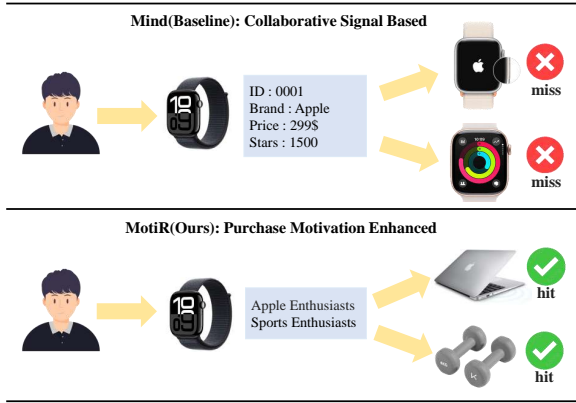 Mind(Baseline): Collaborative Signal Based
ID : 0001
Brand : Apple
Price : 299$
Stars : 1500
miss
miss
MotiR(Ours): Purchase Motivation Enhanced
Apple Enthusiasts
Sports Enthusiasts
hit
hit